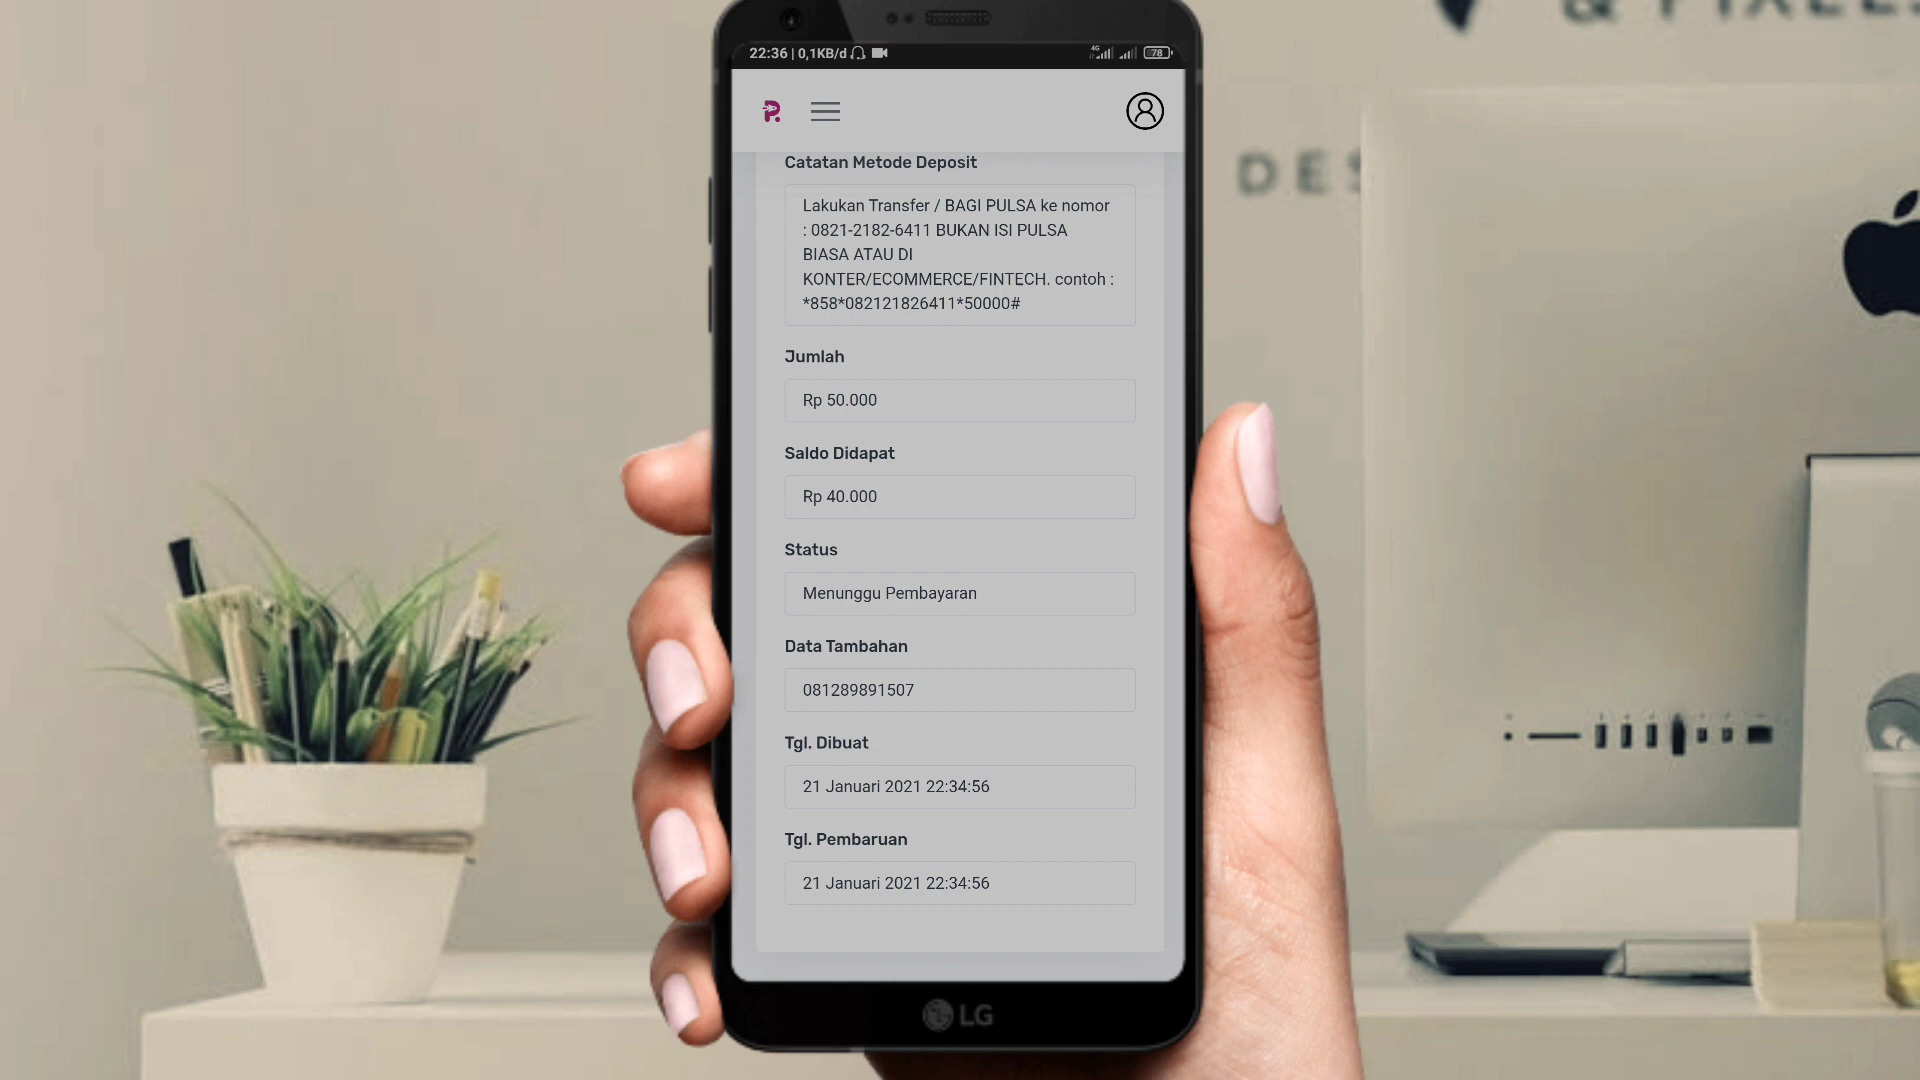 22:36 | 0,1KB/d
4G
78
P.
Catatan Metode Deposit
Lakukan Transfer / BAGI PULSA ke nomor
: 0821-2182-6411 BUKAN ISI PULSA
BIASA ATAU DI
KONTER/ECOMMERCE/FINTECH. contoh :
*858*082121826411*50000#
Jumlah
Rp 50.000
Saldo Didapat
Rp 40.000
Status
Menunggu Pembayaran
Data Tambahan
081289891507
Tgl. Dibuat
21 Januari 2021 22:34:56
Tgl. Pembaruan
21 Januari 2021 22:34:56
LG